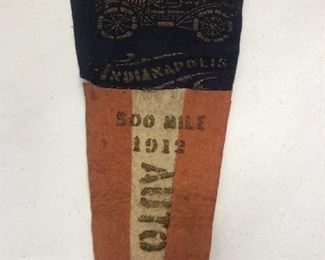 INDIANAPOLIS
500 MILE
1912
AUTO